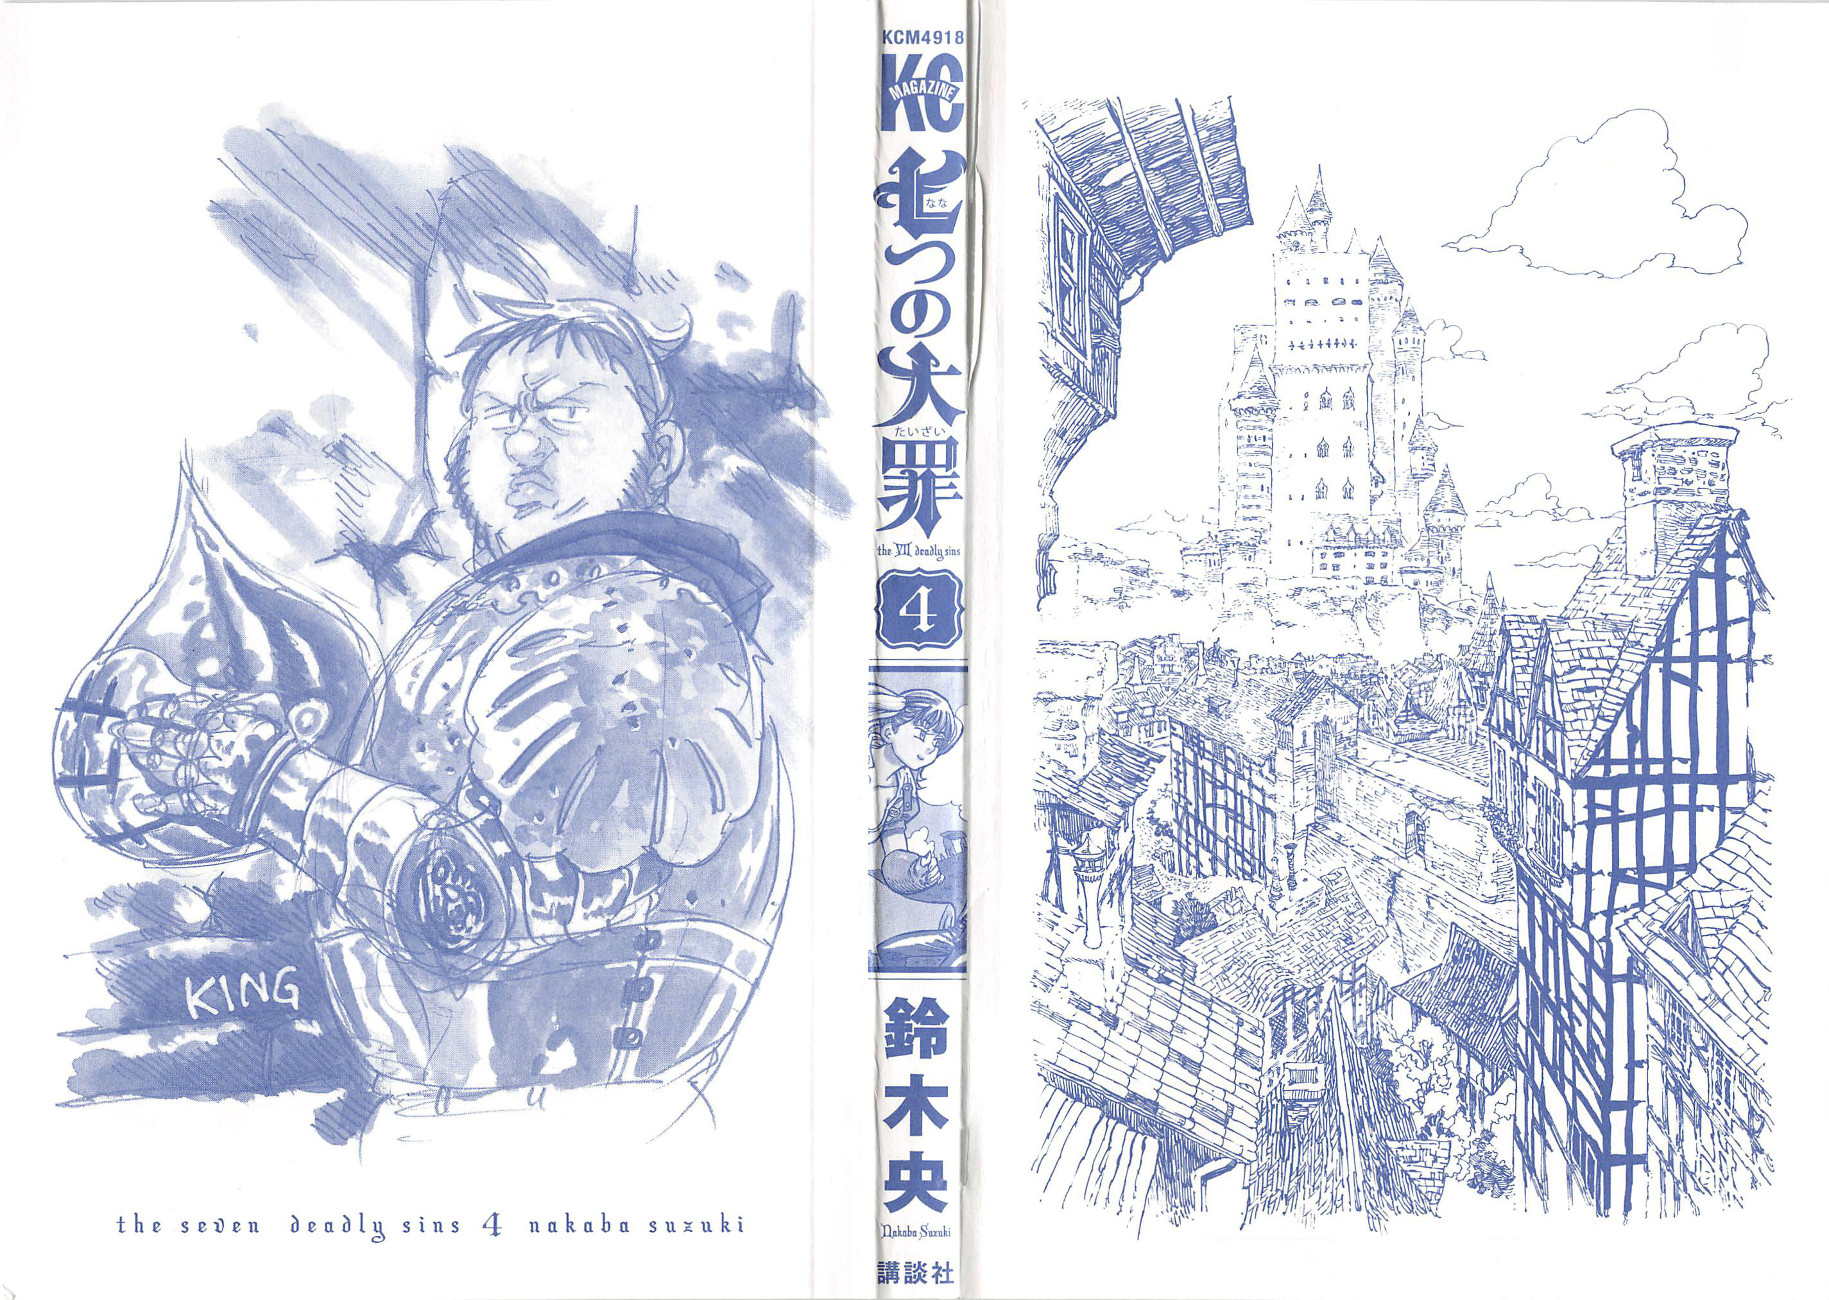 KING
the seven deadly sins 4 nakaba suzuki
KCM4918
KC
MAGAZINE
七つの大罪
なな
たいざい
the VII deadly sins
4
鈴木央
Nakaba Suzuki
講談社